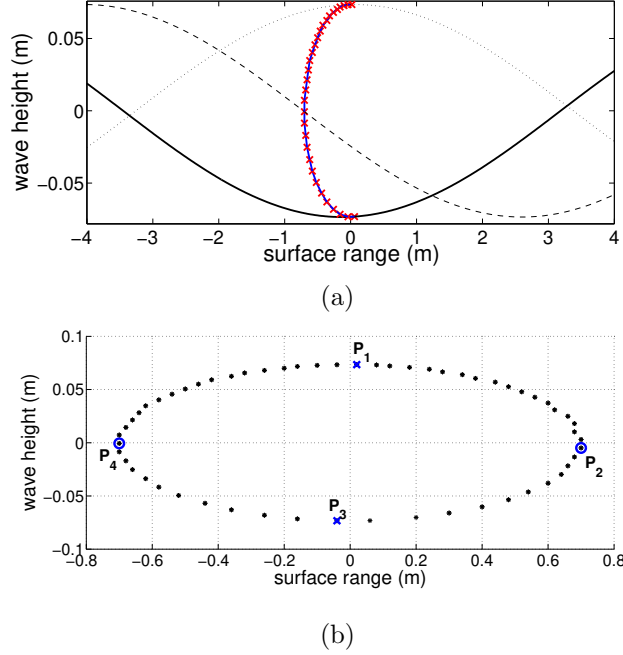 0.05
0
−0.05
wave height (m)
−4 −3 −2 −1 0 1 2 3 4
surface range (m)
(a)
0.1
0.05
0
−0.05
−0.1
wave height (m)
P1
P2
P3
P4
−0.8 −0.6 −0.4 −0.2 0 0.2 0.4 0.6 0.8
surface range (m)
(b)